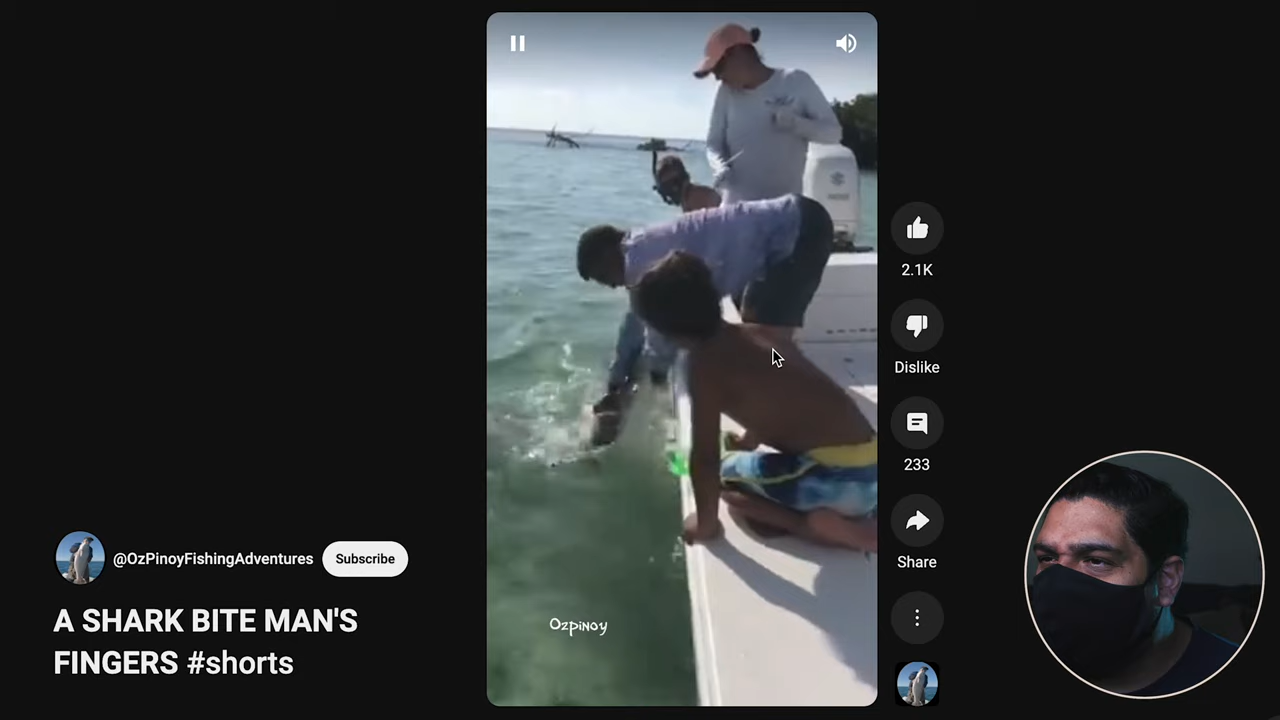 2.1K
Dislike
233
Share
Ozpinoy
@OzPinoyFishingAdventures
Subscribe
A SHARK BITE MAN'S
FINGERS #shorts